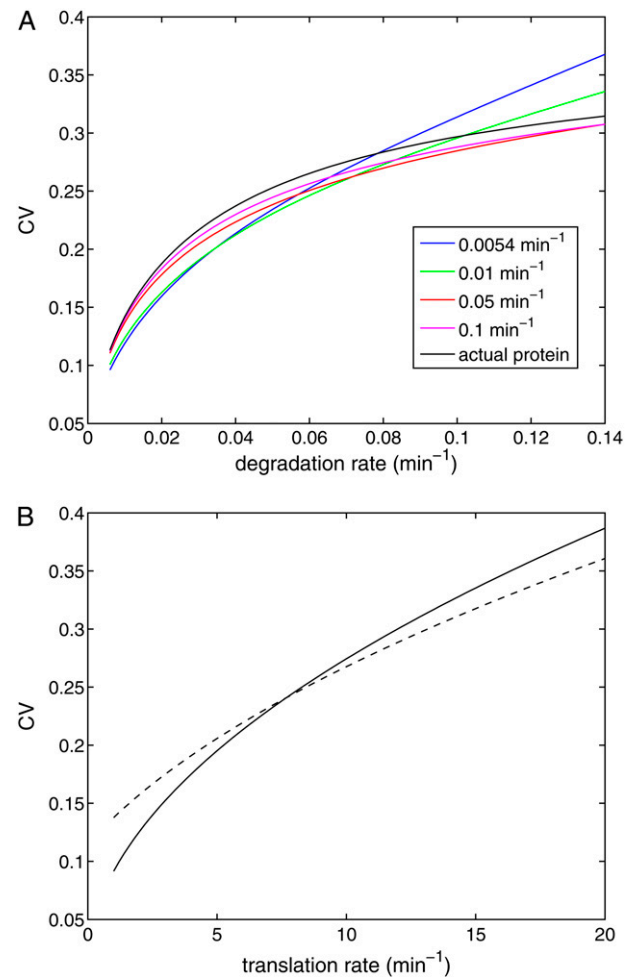 A
0.4
0.35
0.3
0.25
0.2
0.15
0.1
0.05
CV
0.0054 min⁻¹
0.01 min⁻¹
0.05 min⁻¹
0.1 min⁻¹
actual protein
0 0.02 0.04 0.06 0.08 0.1 0.12 0.14
degradation rate (min⁻¹)
B
0.4
0.35
0.3
0.25
0.2
0.15
0.1
0.05
CV
0 5 10 15 20
translation rate (min⁻¹)